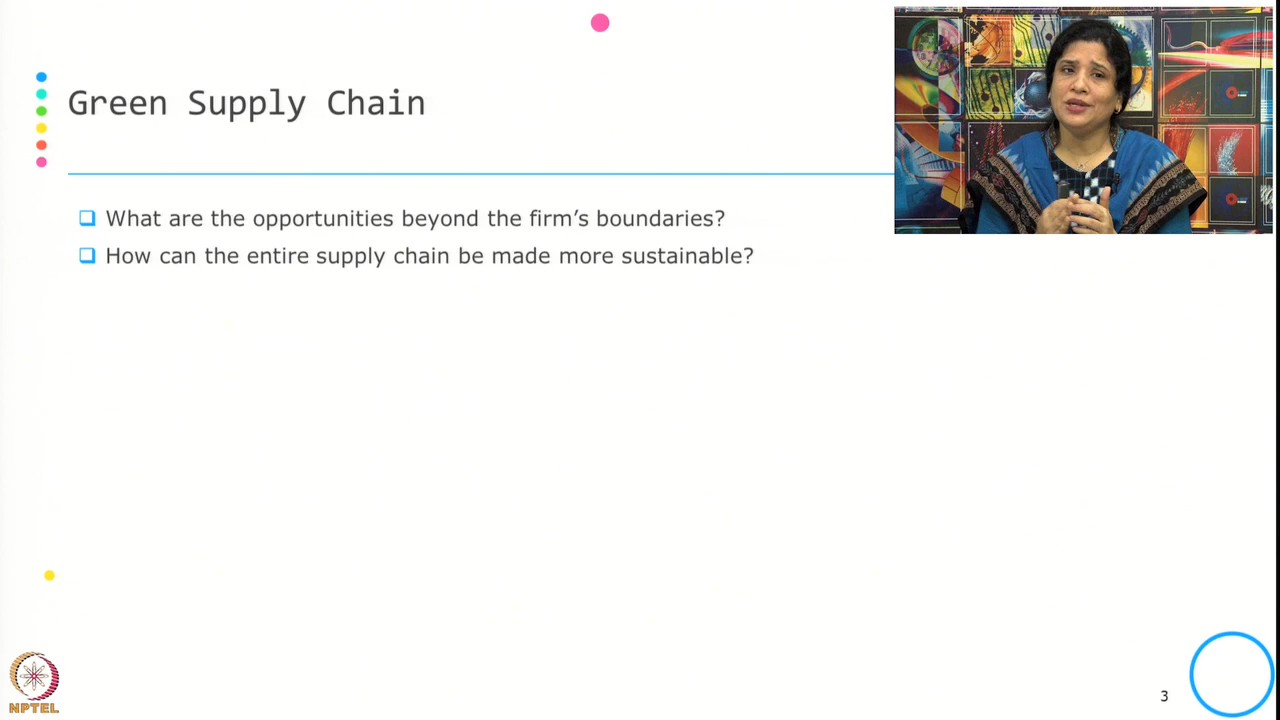 Green Supply Chain
What are the opportunities beyond the firm’s boundaries?
How can the entire supply chain be made more sustainable?
NPTEL
3